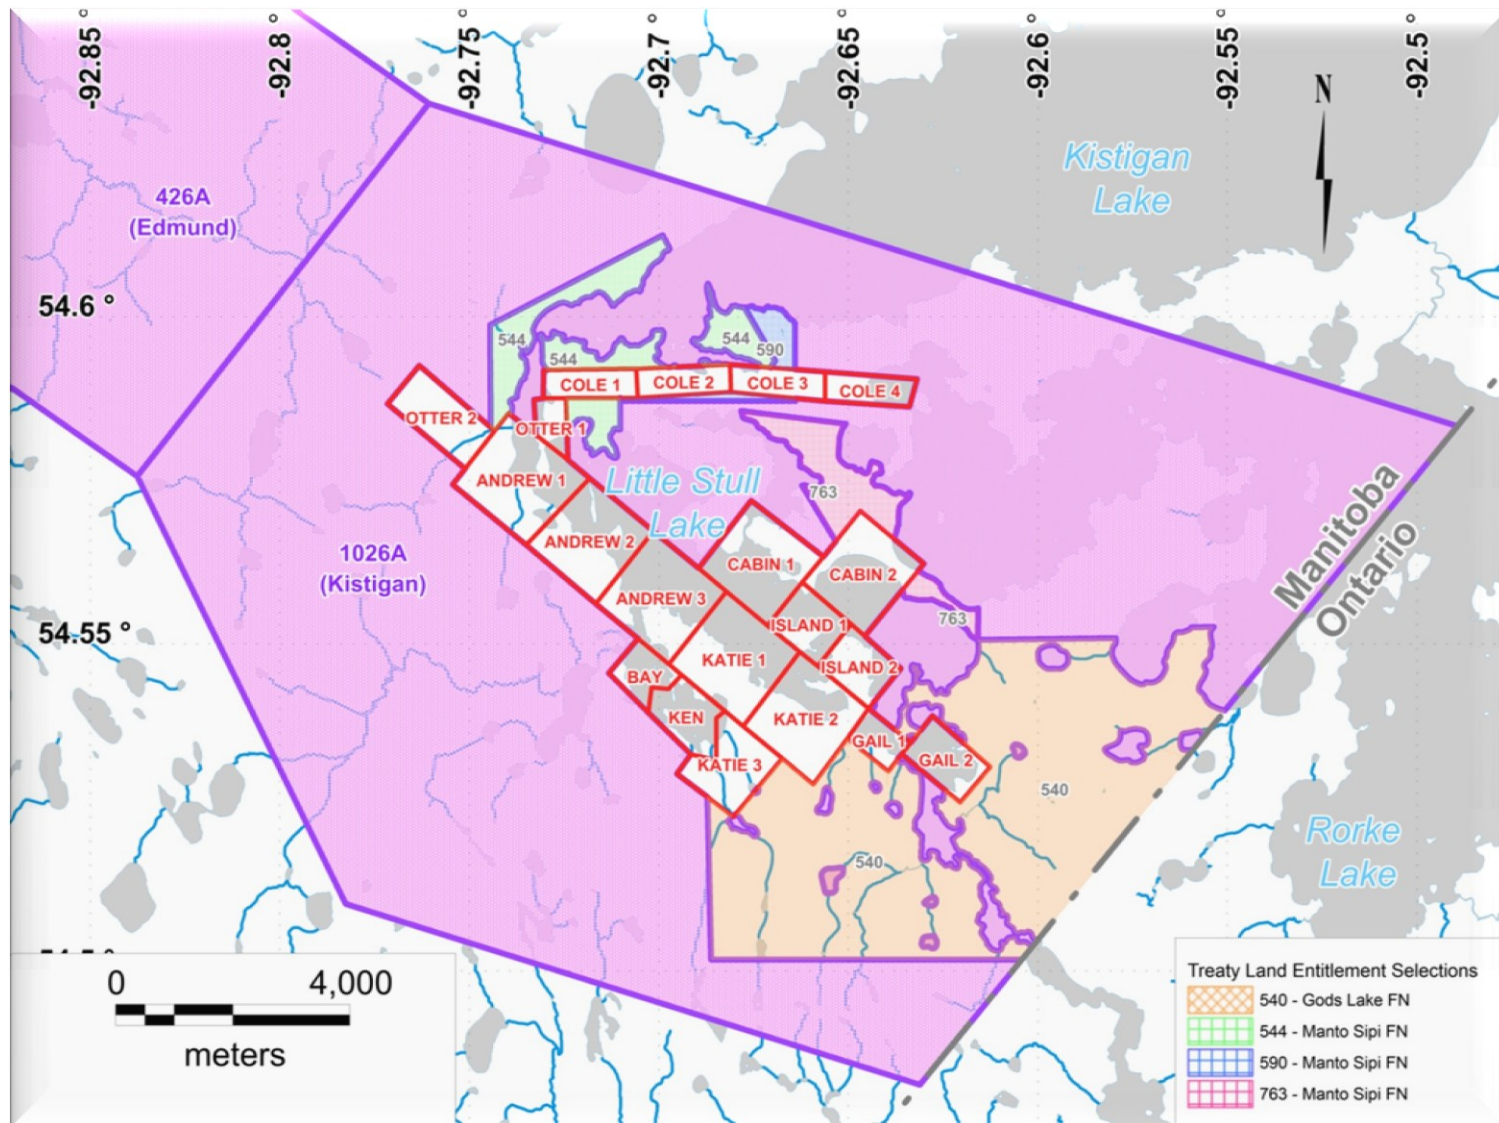 -92.85 °
-92.8 °
-92.75 °
-92.7 °
-92.65 °
-92.6 °
-92.55 °
-92.5 °
N
Kistigan
Lake
426A
(Edmund)
54.6 °
544
544
544
590
COLE 1
COLE 2
COLE 3
COLE 4
OTTER 2
OTTER 1
ANDREW 1
Little Stull
Lake
763
Manitoba
Ontario
ANDREW 2
1026A
(Kistigan)
CABIN 1
CABIN 2
ANDREW 3
763
ISLAND 1
54.55 °
KATIE 1
ISLAND 2
BAY
KEN
KATIE 2
GAIL 1
GAIL 2
KATIE 3
540
540
Rorke
Lake
0
4,000
meters
Treaty Land Entitlement Selections
540 - Gods Lake FN
544 - Manto Sipi FN
590 - Manto Sipi FN
763 - Manto Sipi FN